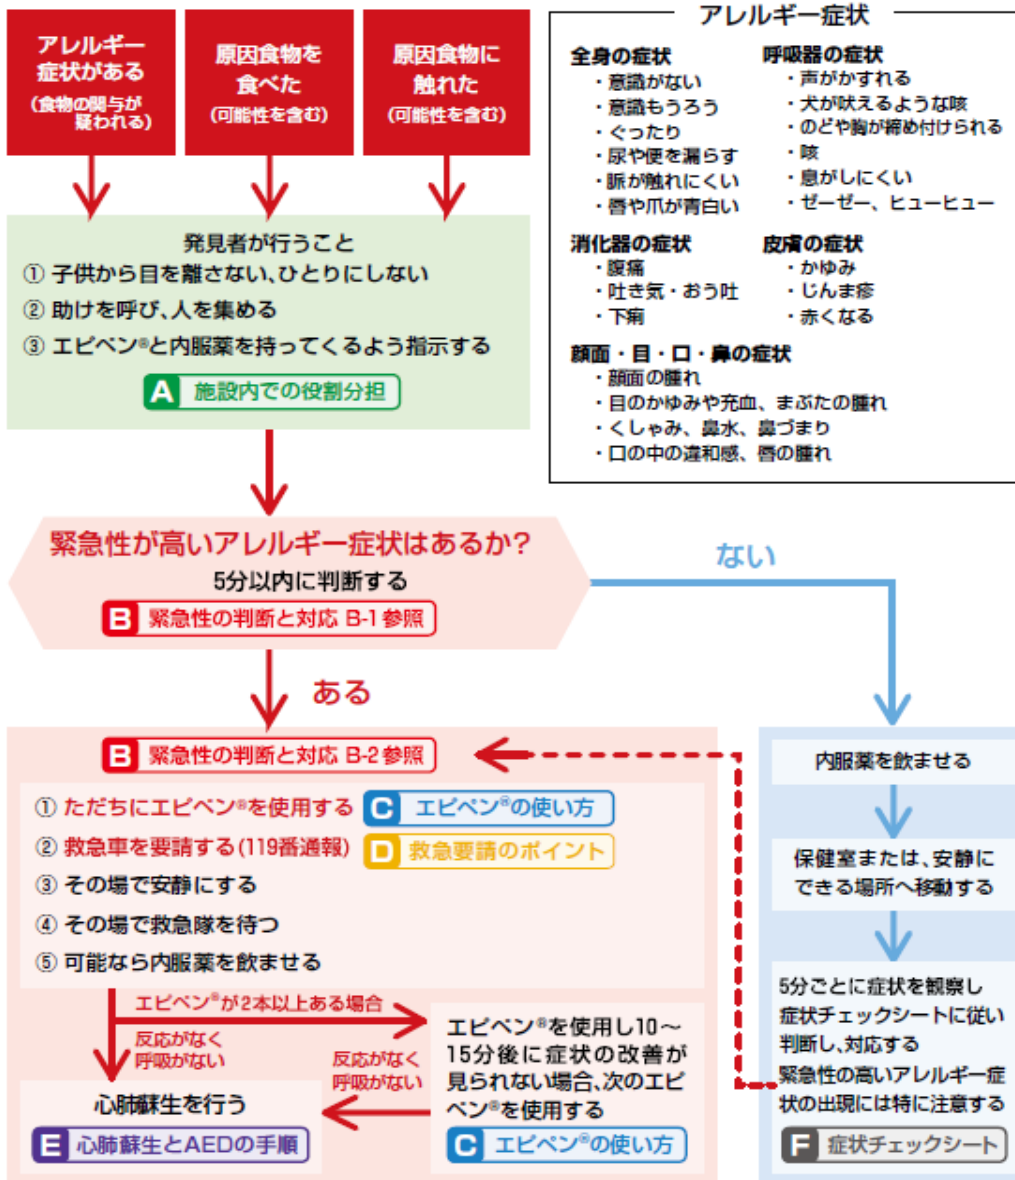 アレルギー
症状がある
(食物の関与が
疑われる)
原因食物を
食べた
(可能性を含む)
原因食物に
触れた
(可能性を含む)
アレルギー症状
全身の症状
・意識がない
・意識もうろう
・ぐったり
・尿や便を漏らす
・脈が触れにくい
・唇や爪が青白い
呼吸器の症状
・声がかすれる
・犬が吠えるような咳
・のどや胸が締め付けられる
・咳
・息がしにくい
・ゼーゼー、ヒューヒュー
消化器の症状
・腹痛
・吐き気・おう吐
・下痢
皮膚の症状
・かゆみ
・じんま疹
・赤くなる
顔面・目・口・鼻の症状
・顔面の腫れ
・目のかゆみや充血、まぶたの腫れ
・くしゃみ、鼻水、鼻づまり
・口の中の違和感、唇の腫れ
発見者が行うこと
① 子供から目を離さない、ひとりにしない
② 助けを呼び、人を集める
③ エピペン®と内服薬を持ってくるよう指示する
A 施設内での役割分担
緊急性が高いアレルギー症状はあるか?
5分以内に判断する
B 緊急性の判断と対応 B-1参照
ない
ある
B 緊急性の判断と対応 B-2参照
① ただちにエピペン®を使用する C エピペン®の使い方
② 救急車を要請する(119番通報) D 救急要請のポイント
③ その場で安静にする
④ その場で救急隊を待つ
⑤ 可能なら内服薬を飲ませる
エピペン®が2本以上ある場合
反応がなく
呼吸がない
エピペン®を使用し10〜
15分後に症状の改善が
見られない場合、次のエピ
ペン®を使用する
C エピペン®の使い方
反応がなく
呼吸がない
心肺蘇生を行う
E 心肺蘇生とAEDの手順
内服薬を飲ませる
保健室または、安静に
できる場所へ移動する
5分ごとに症状を観察し
症状チェックシートに従い
判断し、対応する
緊急性の高いアレルギー症
状の出現には特に注意する
F 症状チェックシート